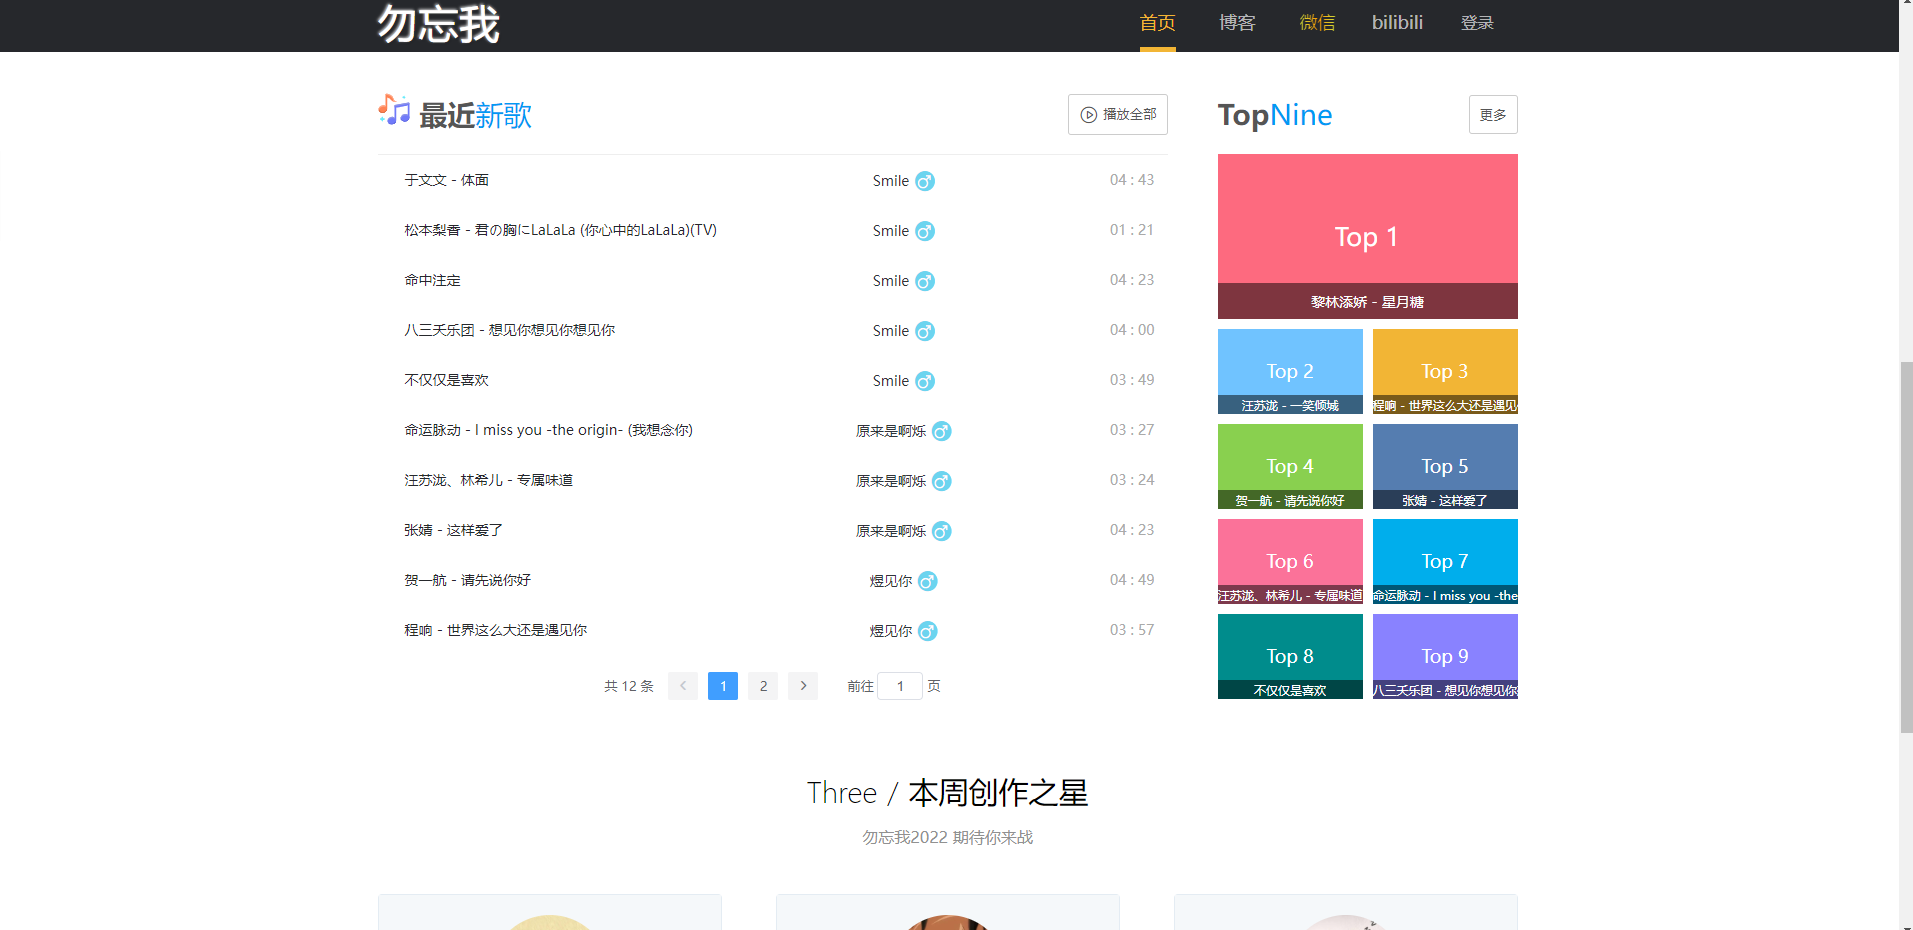 勿忘我
首页 博客 微信 bilibili 登录
最近新歌
播放全部
于文文 - 体面 Smile 04 : 43
松本梨香 - 君の胸にLaLaLa (你心中的LaLaLa)(TV) Smile 01 : 21
命中注定 Smile 04 : 23
八三夭乐团 - 想见你想见你想见你 Smile 04 : 00
不仅仅是喜欢 Smile 03 : 49
命运脉动 - I miss you -the origin- (我想念你) 原来是啊烁 03 : 27
汪苏泷、林希儿 - 专属味道 原来是啊烁 03 : 24
张婧 - 这样爱了 原来是啊烁 04 : 23
贺一航 - 请先说你好 煜见你 04 : 49
程响 - 世界这么大还是遇见你 煜见你 03 : 57
共 12 条 1 2 前往 1 页
TopNine
更多
Top 1
黎林添娇 - 星月糖
Top 2
汪苏泷 - 一笑倾城
Top 3
程响 - 世界这么大还是遇见
Top 4
贺一航 - 请先说你好
Top 5
张婧 - 这样爱了
Top 6
汪苏泷、林希儿 - 专属味道
Top 7
命运脉动 - I miss you -the
Top 8
不仅仅是喜欢
Top 9
八三夭乐团 - 想见你想见你
Three / 本周创作之星
勿忘我2022 期待你来战